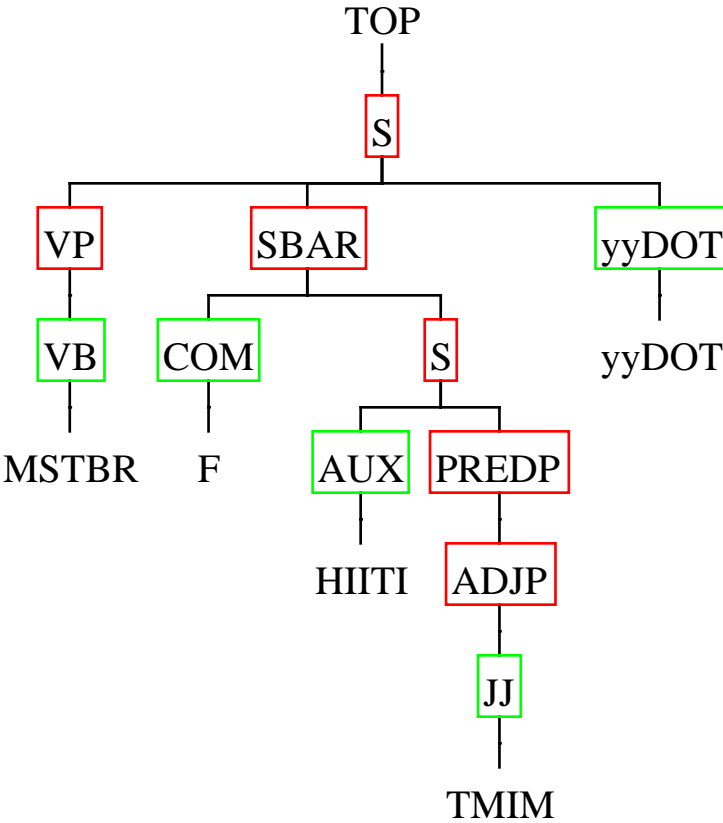 TOP
S
VP SBAR yyDOT
VB COM S yyDOT
MSTBR F AUX PREDP
HIITI ADJP
JJ
TMIM